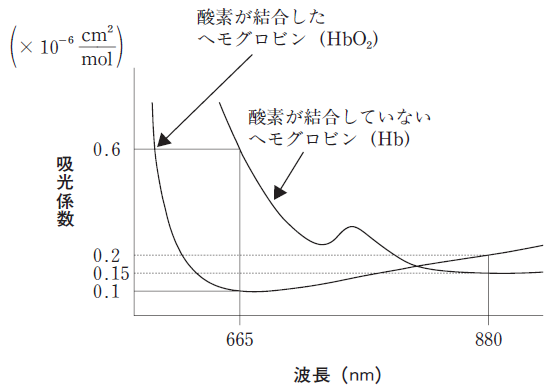 酸素が結合した
ヘモグロビン (HbO₂)
(× 10⁻⁶ cm²/mol)
酸素が結合していない
ヘモグロビン (Hb)
吸光係数
0.6
0.2
0.15
0.1
665
880
波長 (nm)